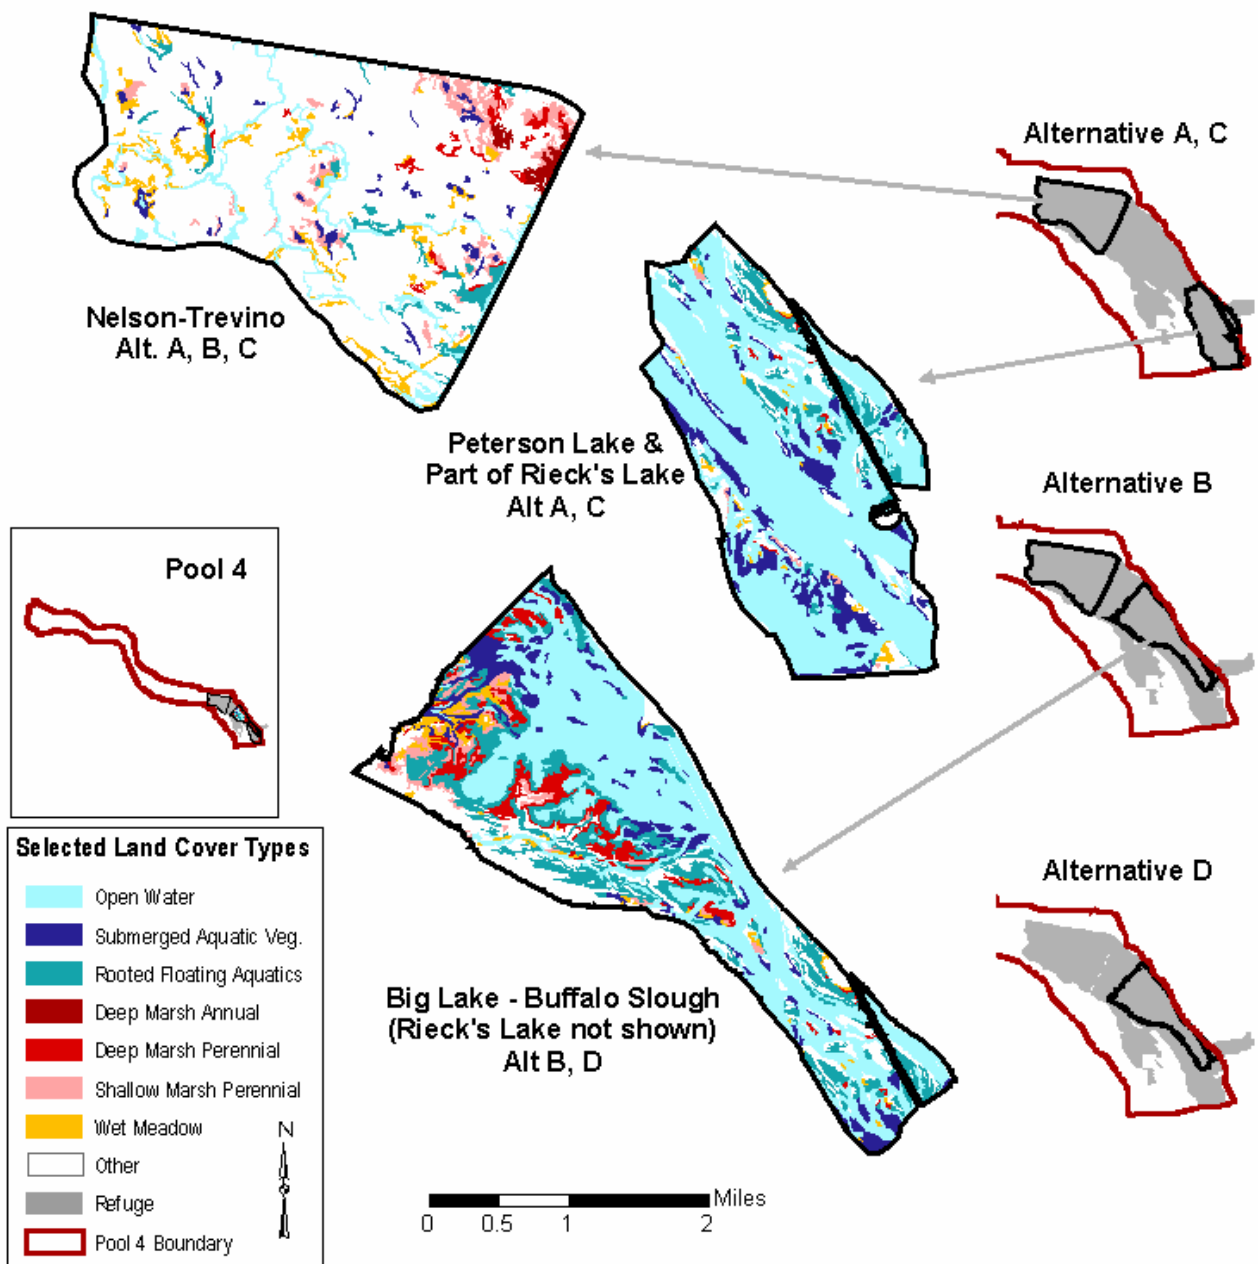 Alternative A, C
Nelson-Trevino
Alt. A, B, C
Peterson Lake &
Part of Rieck's Lake
Alt A, C
Alternative B
Pool 4
Selected Land Cover Types
Open Water
Submerged Aquatic Veg.
Rooted Floating Aquatics
Deep Marsh Annual
Deep Marsh Perennial
Shallow Marsh Perennial
Wet Meadow
Other
Refuge
Pool 4 Boundary
N
Big Lake - Buffalo Slough
(Rieck's Lake not shown)
Alt B, D
Alternative D
Miles
0 0.5 1 2